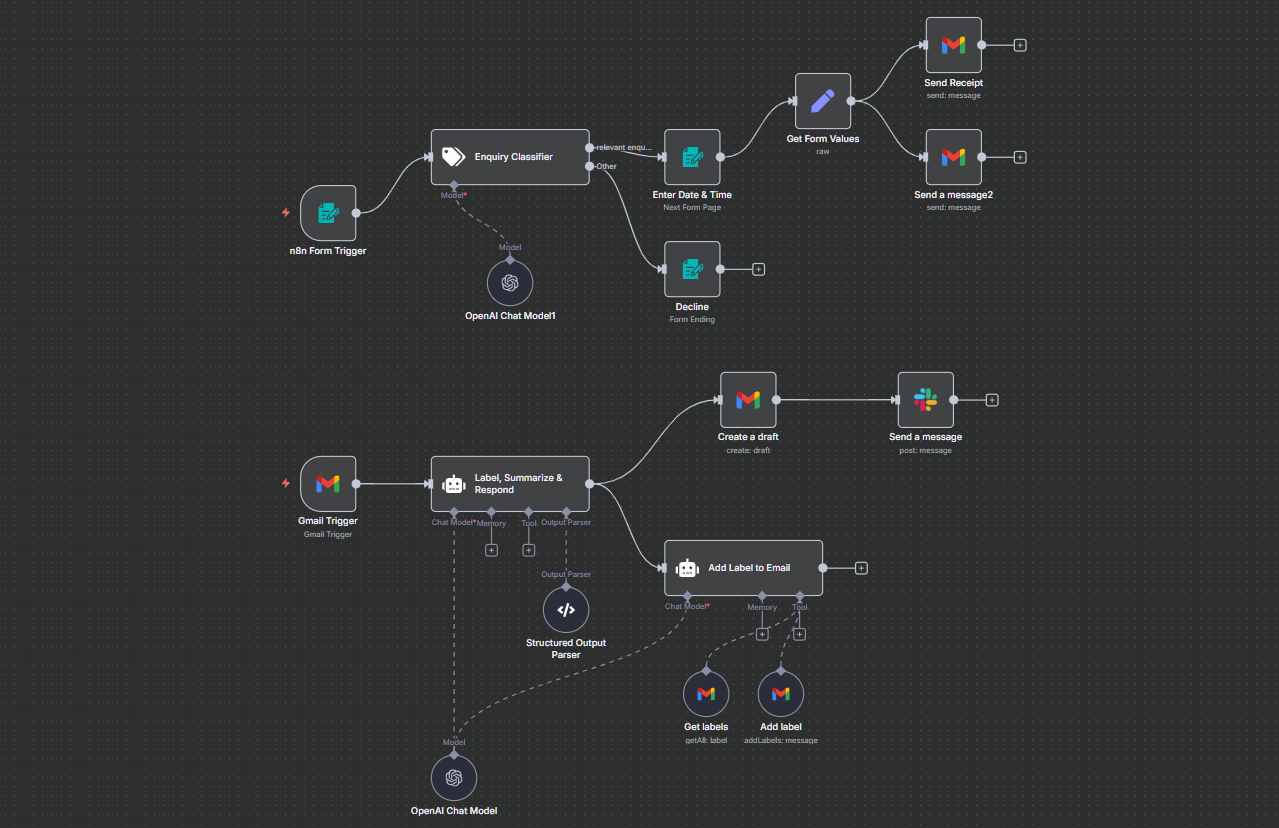 Send Receipt
send: message
Get Form Values
raw
Enquiry Classifier
relevant enqu...
Other
Model*
Enter Date & Time
Next Form Page
Send a message2
send: message
n8n Form Trigger
Model
OpenAI Chat Model1
Decline
Form Ending
Create a draft
create: draft
Send a message
post: message
Gmail Trigger
Gmail Trigger
Label, Summarize &
Respond
Chat Model*
Memory
Tool
Output Parser
Output Parser
Structured Output
Parser
Add Label to Email
Chat Model*
Memory
Tool
Get labels
getAll: label
Add label
addLabels: message
Model
OpenAI Chat Model